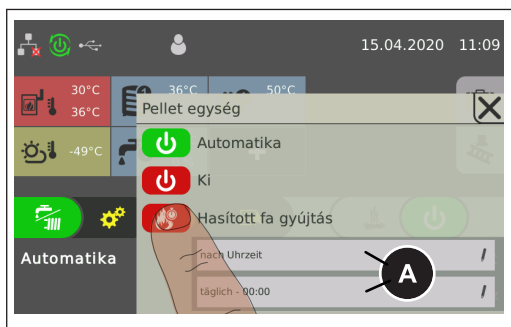 15.04.2020 11:09
30°C
36°C
1
36°C
50°C
-49°C
Pellet egység
Automatika
Ki
Hasított fa gyújtás
Automatika
nach Uhrzeit
täglich - 00:00
A